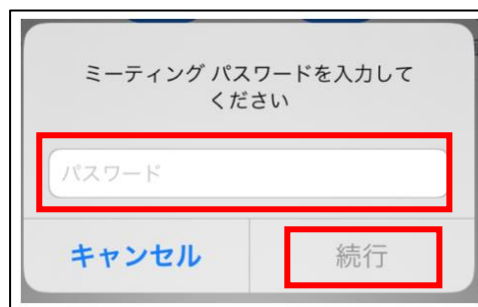 ミーティング パスワードを入力して
ください
パスワード
キャンセル
続行